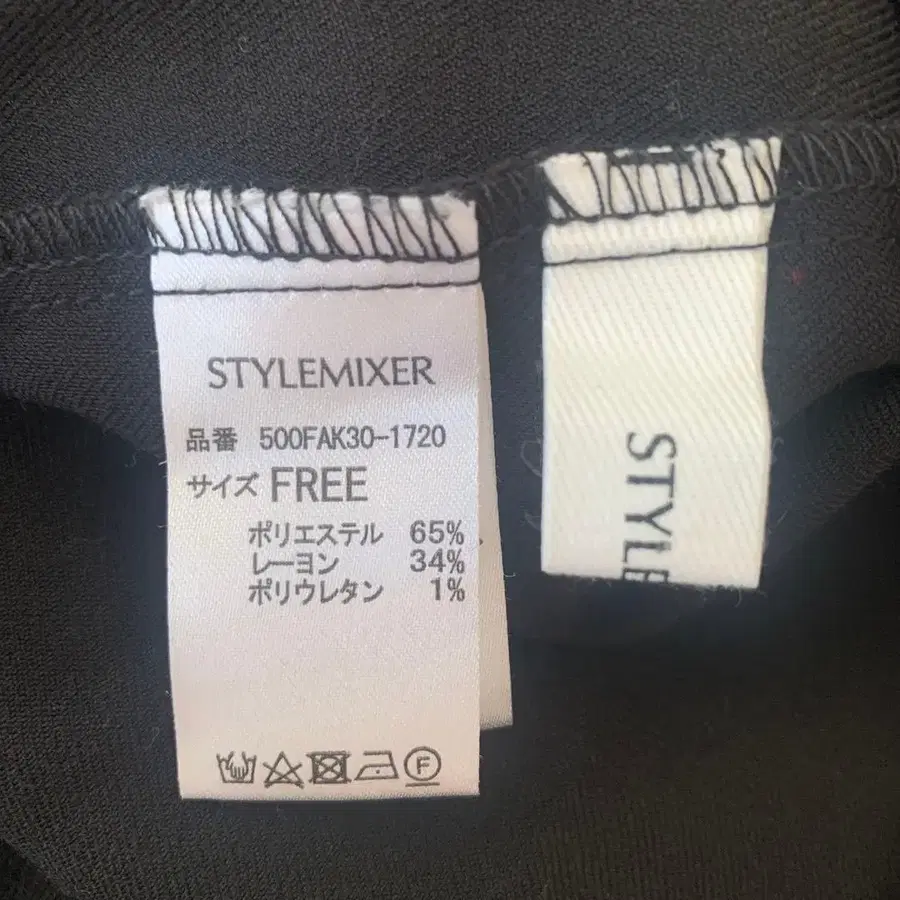 STYLEMIXER
品番 500FAK30-1720
サイズ FREE
ポリエステル 65%
レーヨン 34%
ポリウレタン 1%
F
STYLE